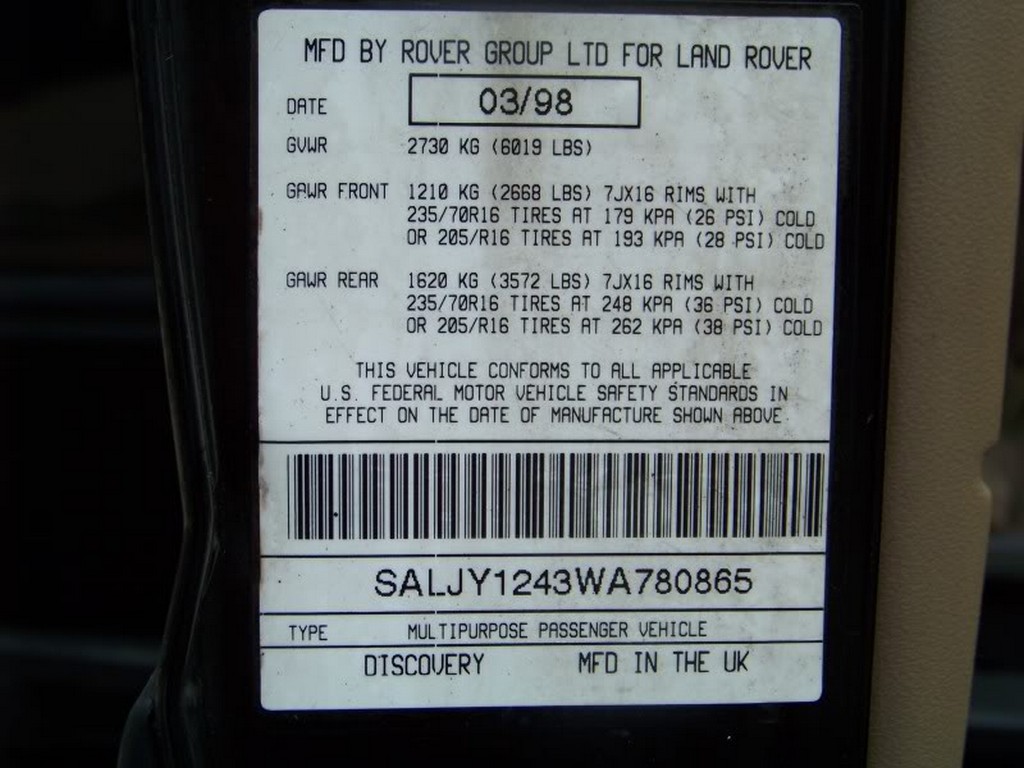 MFD BY ROVER GROUP LTD FOR LAND ROVER
DATE 03/98
GVWR 2730 KG (6019 LBS)
GAWR FRONT 1210 KG (2668 LBS) 7JX16 RIMS WITH
235/70R16 TIRES AT 179 KPA (26 PSI) COLD
OR 205/R16 TIRES AT 193 KPA (28 PSI) COLD
GAWR REAR 1620 KG (3572 LBS) 7JX16 RIMS WITH
235/70R16 TIRES AT 248 KPA (36 PSI) COLD
OR 205/R16 TIRES AT 262 KPA (38 PSI) COLD
THIS VEHICLE CONFORMS TO ALL APPLICABLE
U.S. FEDERAL MOTOR VEHICLE SAFETY STANDARDS IN
EFFECT ON THE DATE OF MANUFACTURE SHOWN ABOVE
SALJY1243WA780865
TYPE MULTIPURPOSE PASSENGER VEHICLE
DISCOVERY MFD IN THE UK